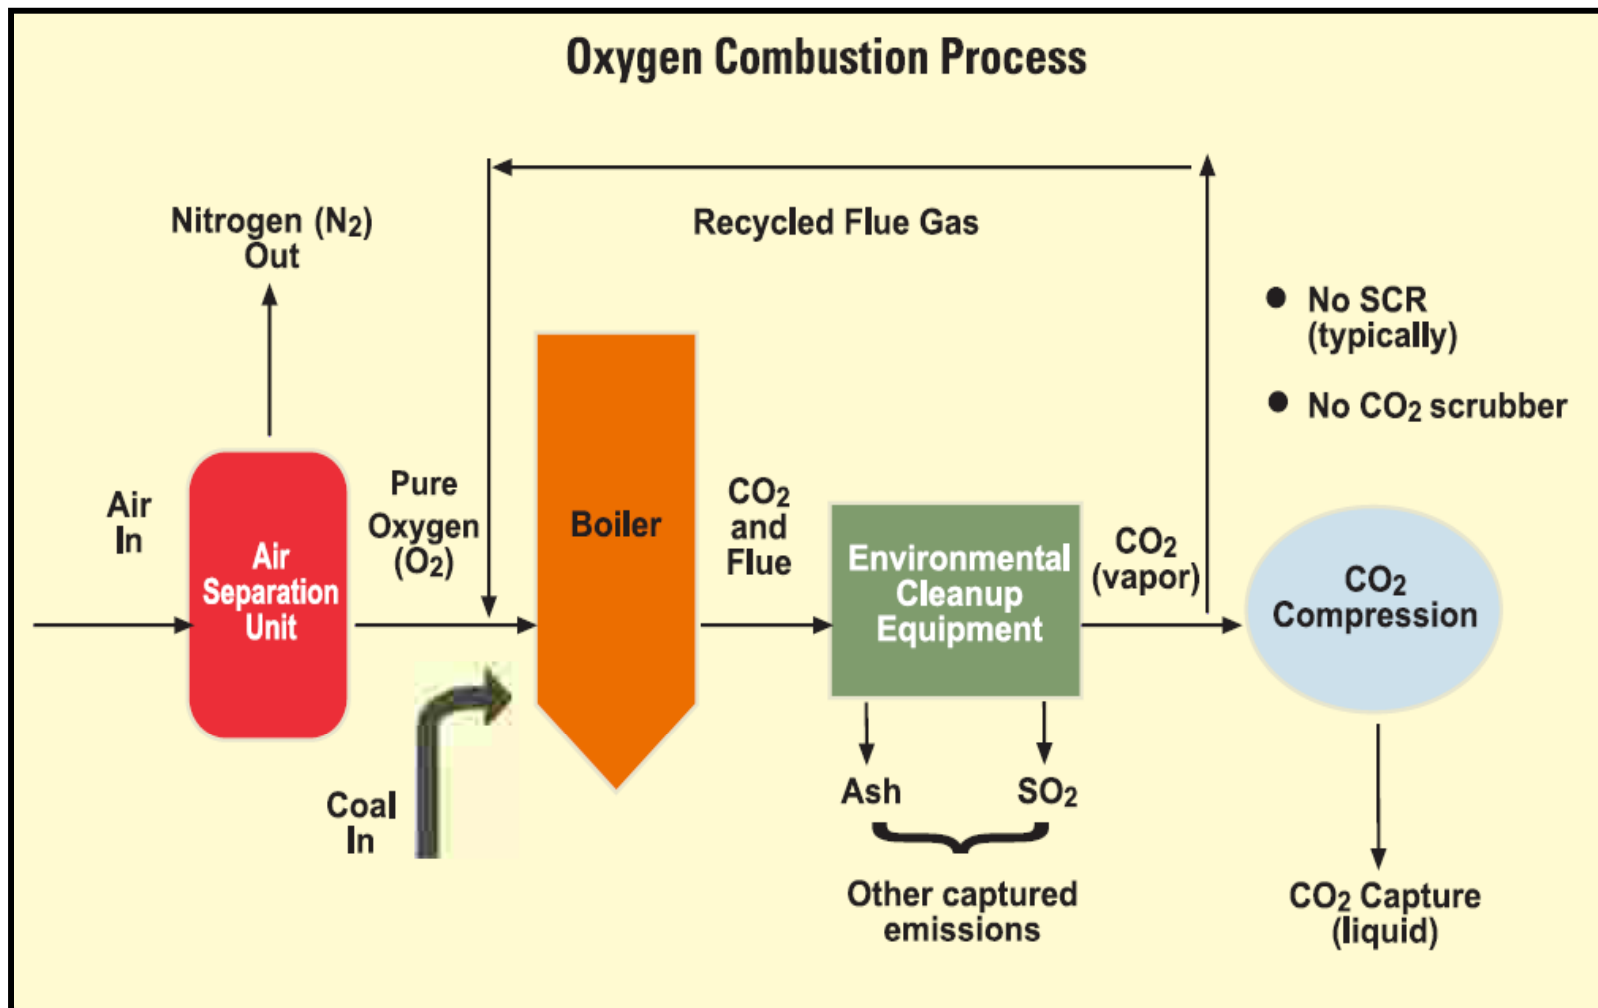 Oxygen Combustion Process
Recycled Flue Gas
Nitrogen (N₂)
Out
● No SCR
(typically)
● No CO₂ scrubber
Air
In
Air
Separation
Unit
Pure
Oxygen
(O₂)
Coal
In
Boiler
CO₂
and
Flue
Environmental
Cleanup
Equipment
CO₂
(vapor)
CO₂
Compression
Ash
SO₂
Other captured
emissions
CO₂ Capture
(liquid)